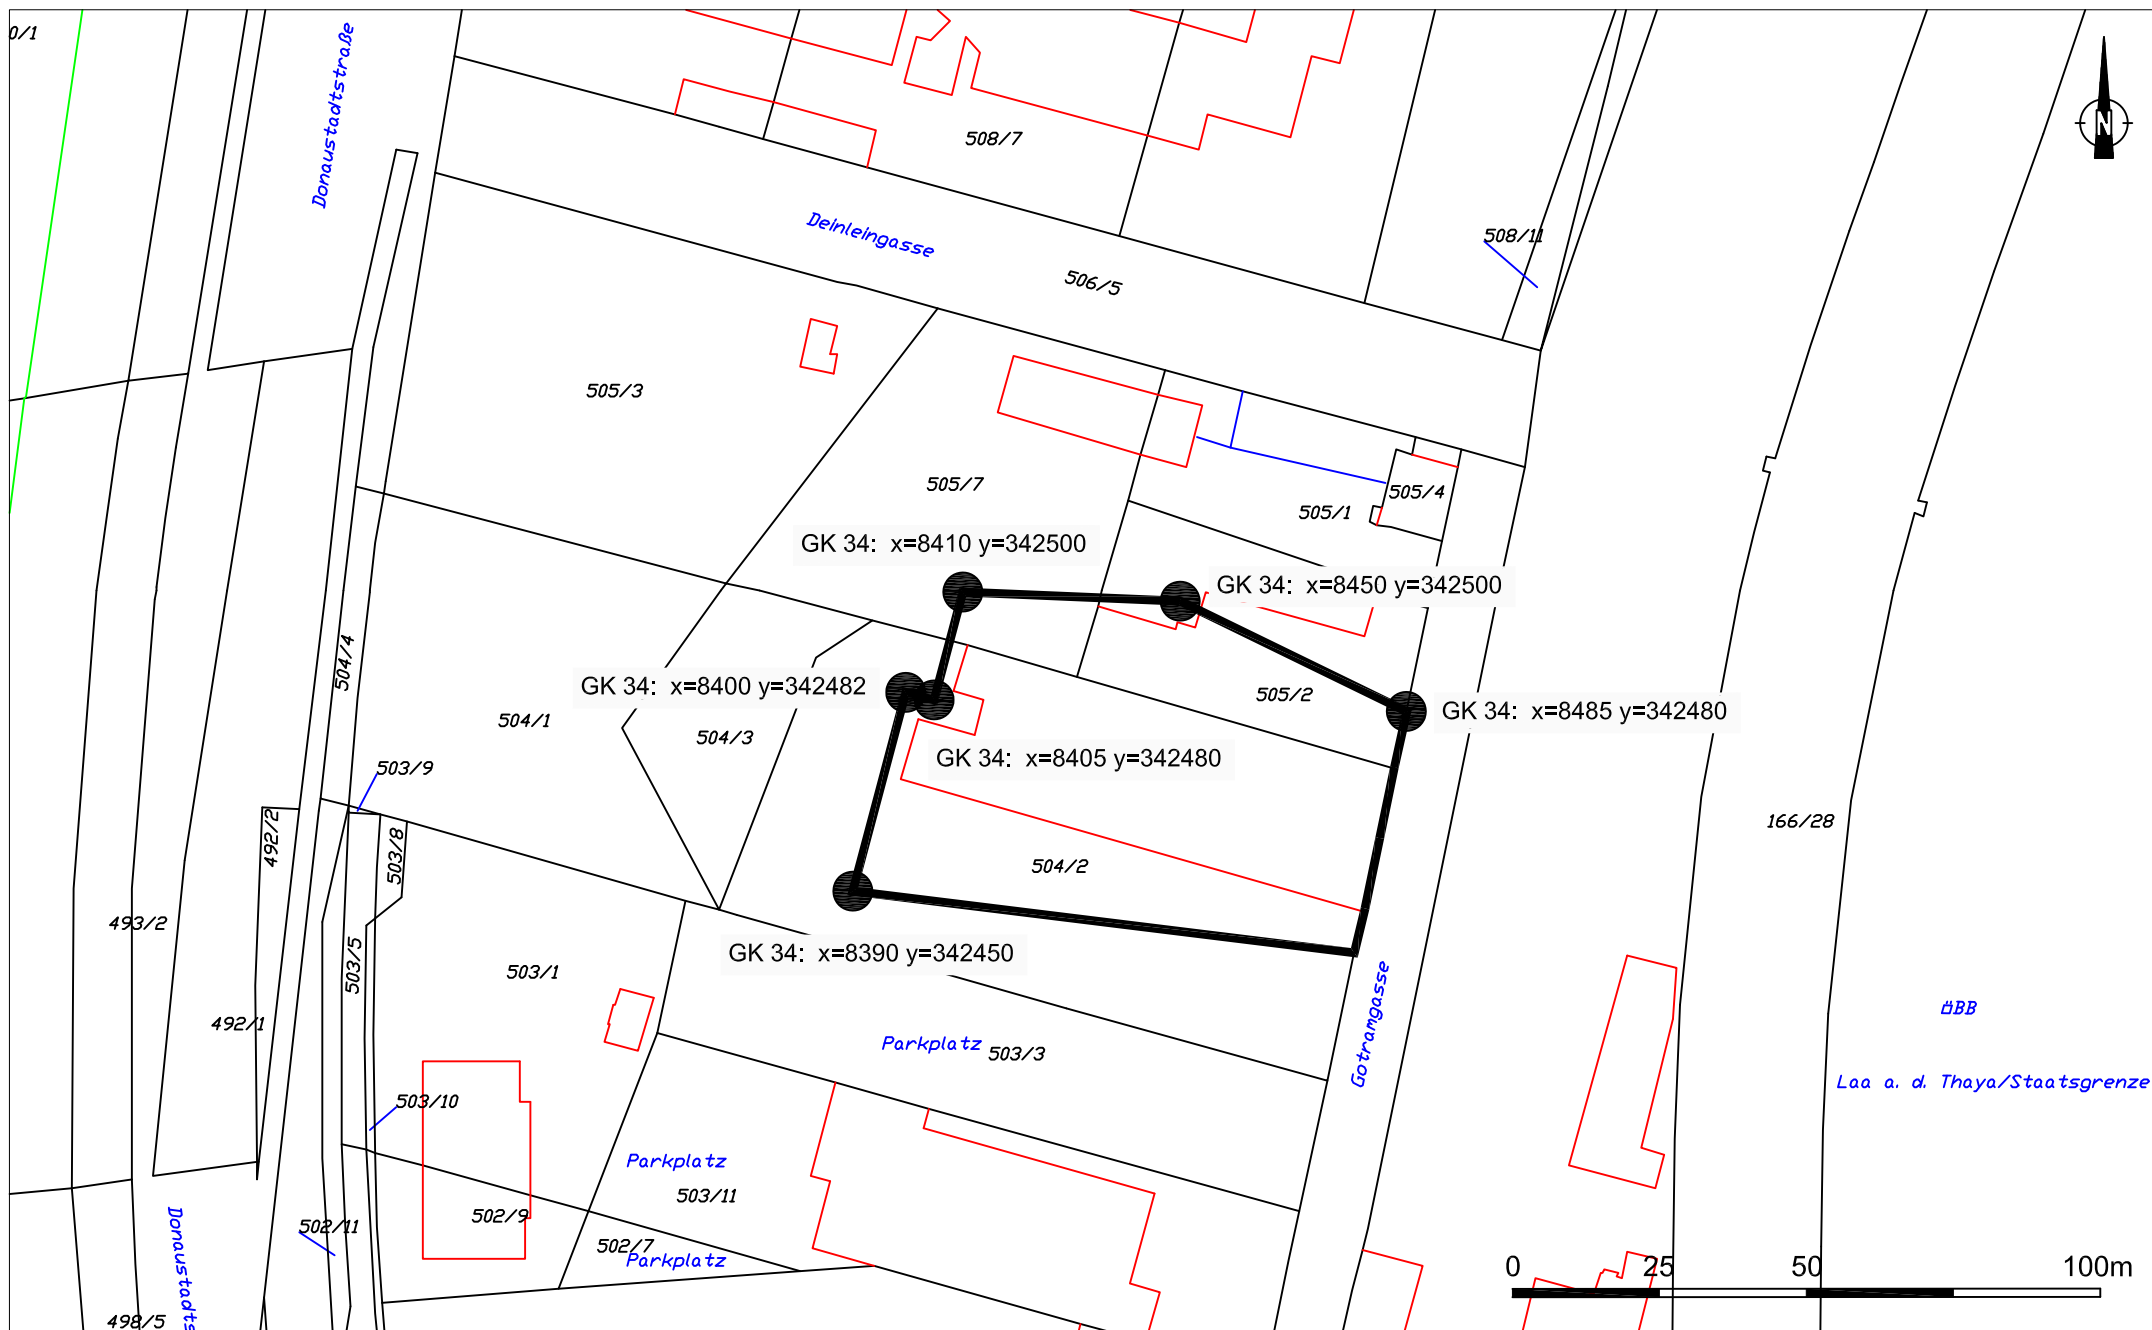 0/1
Donaustadtstraße
N
508/7
Deinleingasse
508/11
506/5
505/3
505/7
505/4
505/1
GK 34: x=8410 y=342500
GK 34: x=8450 y=342500
504/4
GK 34: x=8400 y=342482
505/2
504/1
GK 34: x=8485 y=342480
504/3
GK 34: x=8405 y=342480
503/9
492/2
503/8
166/28
504/2
493/2
GK 34: x=8390 y=342450
503/5
503/1
Gotramgasse
ÖBB
492/1
Parkplatz
503/3
Laa a. d. Thaya/Staatsgrenze
503/10
Parkplatz
503/11
502/9
502/11
502/7
Parkplatz
Donaustadts
0 25 50 100m
498/5